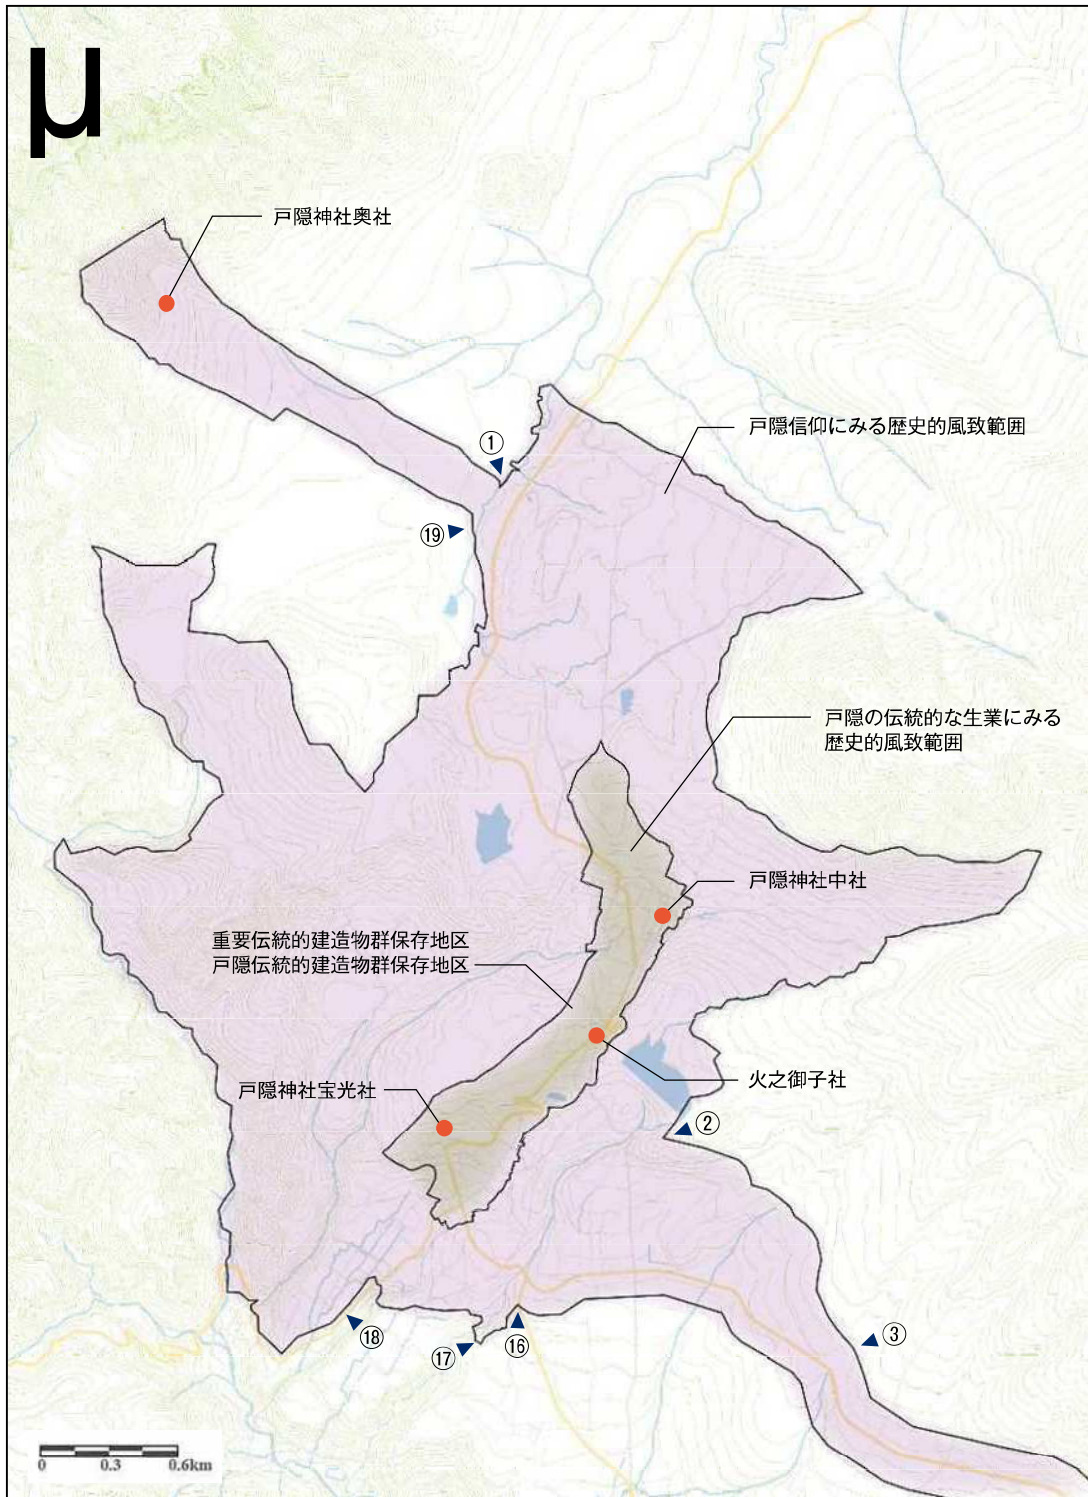 μ
戸隠神社奥社
戸隠信仰にみる歴史的風致範囲
①
⑲
戸隠の伝統的な生業にみる
歴史的風致範囲
戸隠神社中社
重要伝統的建造物群保存地区
戸隠伝統的建造物群保存地区
火之御子社
戸隠神社宝光社
②
③
⑱
⑰
⑯
0 0.3 0.6km